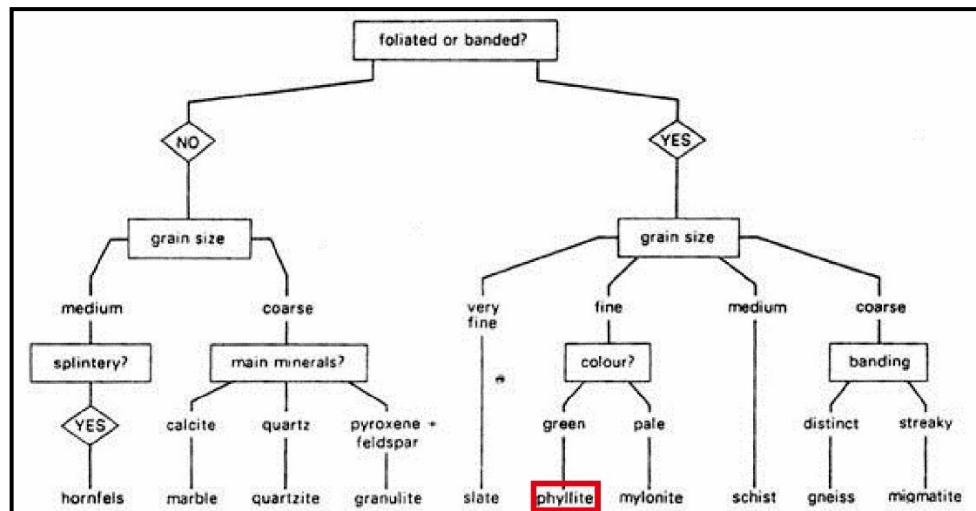 foliated or banded?
NO
YES
grain size
grain size
medium
coarse
very
fine
fine
medium
coarse
splintery?
main minerals?
colour?
banding
YES
calcite
quartz
pyroxene +
feldspar
green
pale
distinct
streaky
hornfels
marble
quartzite
granulite
slate
phyllite
mylonite
schist
gneiss
migmatite